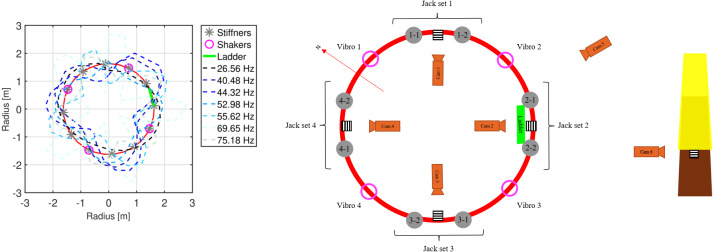 3
2
1
0
-1
-2
-3
-3 -2 -1 0 1 2 3
Radius [m]
Radius [m]
Stiffners
Shakers
Ladder
26.56 Hz
40.48 Hz
44.32 Hz
52.98 Hz
55.62 Hz
69.65 Hz
75.18 Hz
Jack set 1
1-1
1-2
Vibro 1
Vibro 2
N
Cam 5
4-2
2-1
Jack set 4
Cam 4
Cam 2
Ladder
Jack set 2
4-1
2-2
Cam 6
Vibro 4
Vibro 3
3-2
3-1
Jack set 3